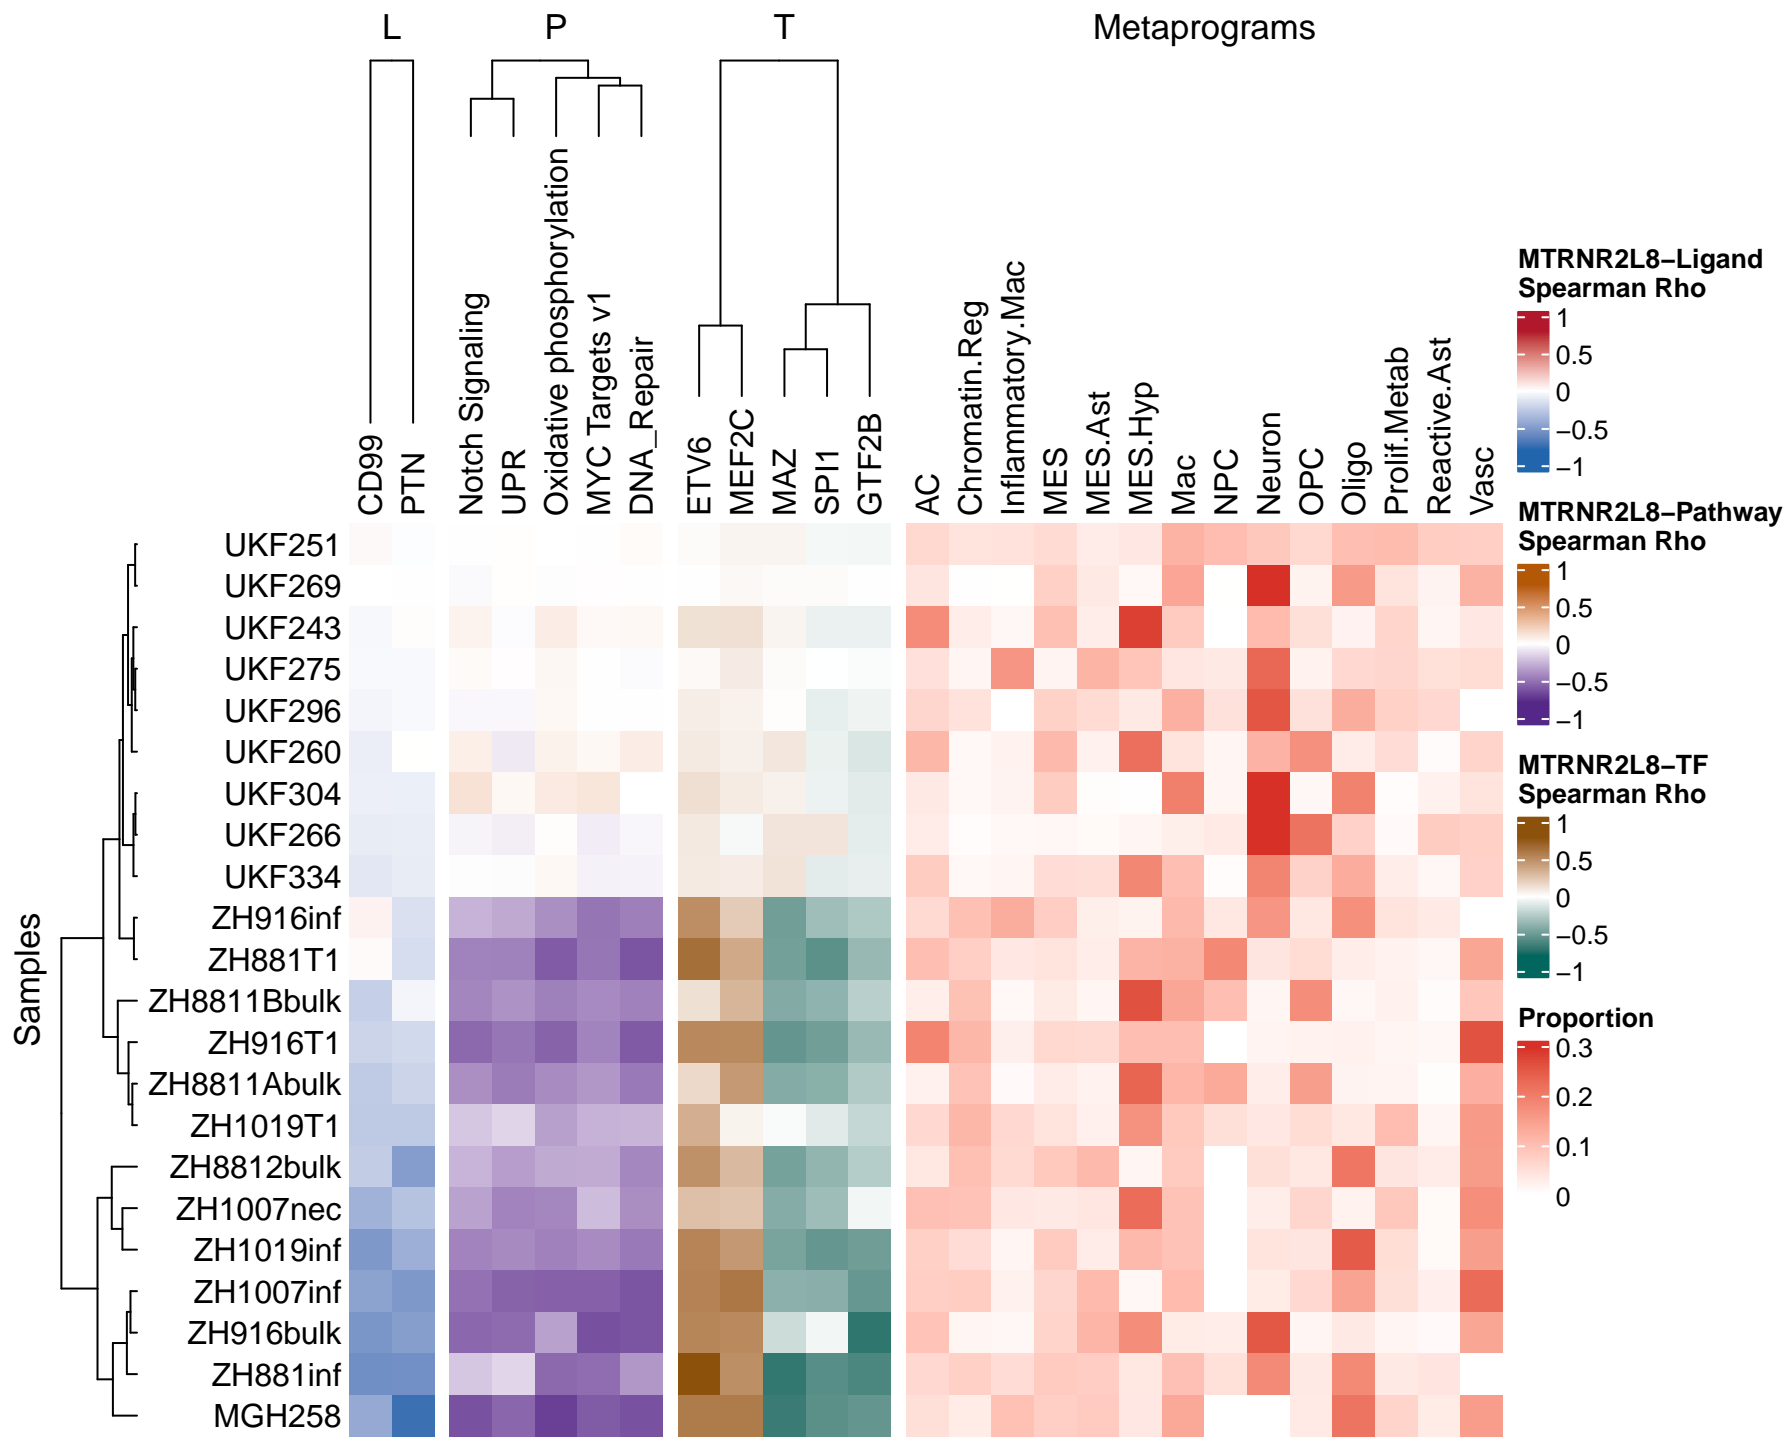 L
P
T
Metaprograms
CD99
PTN
Notch Signaling
UPR
Oxidative phosphorylation
MYC Targets v1
DNA_Repair
ETV6
MEF2C
MAZ
SPI1
GTF2B
AC
Chromatin.Reg
Inflammatory.Mac
MES
MES.Ast
MES.Hyp
Mac
NPC
Neuron
OPC
Oligo
Prolif.Metab
Reactive.Ast
Vasc
Samples
UKF251
UKF269
UKF243
UKF275
UKF296
UKF260
UKF304
UKF266
UKF334
ZH916inf
ZH881T1
ZH8811Bbulk
ZH916T1
ZH8811Abulk
ZH1019T1
ZH8812bulk
ZH1007nec
ZH1019inf
ZH1007inf
ZH916bulk
ZH881inf
MGH258
MTRNR2L8−Ligand
Spearman Rho
1
0.5
0
−0.5
−1
MTRNR2L8−Pathway
Spearman Rho
1
0.5
0
−0.5
−1
MTRNR2L8−TF
Spearman Rho
1
0.5
0
−0.5
−1
Proportion
0.3
0.2
0.1
0